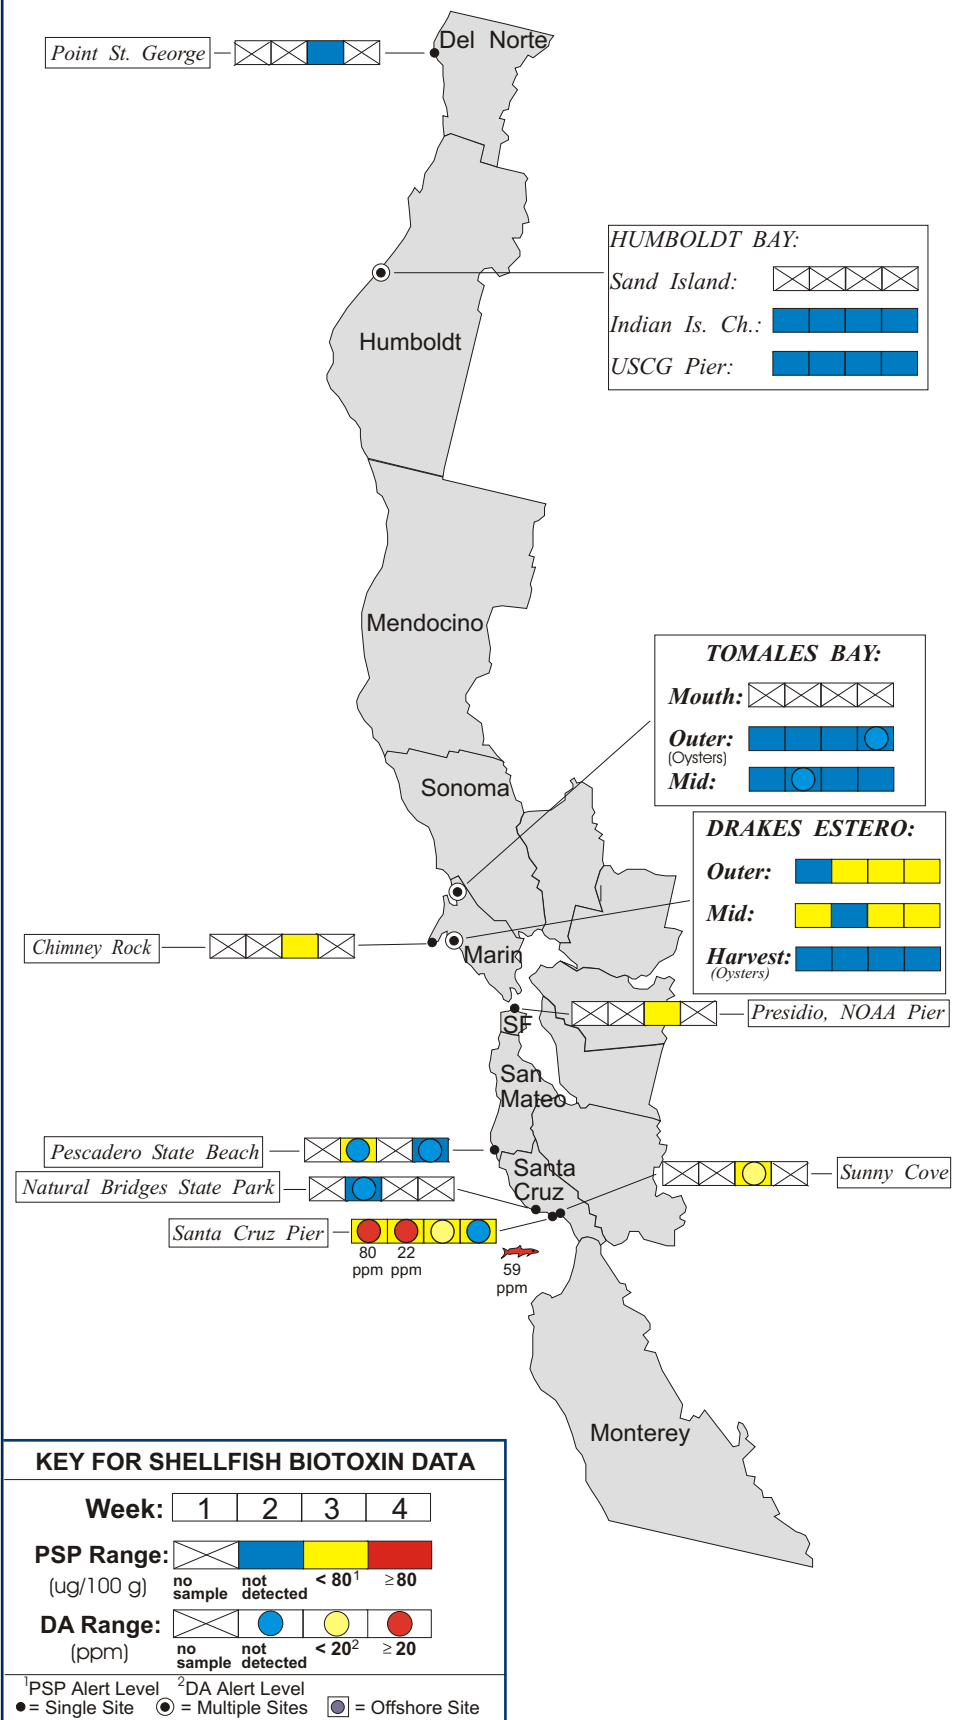 Del Norte
Point St. George
HUMBOLDT BAY:
Sand Island:
Indian Is. Ch.:
USCG Pier:
Humboldt
Mendocino
TOMALES BAY:
Mouth:
Outer:
(Oysters)
Mid:
Sonoma
DRAKES ESTERO:
Outer:
Mid:
Harvest:
(Oysters)
Chimney Rock
Marin
Presidio, NOAA Pier
SF
San
Mateo
Pescadero State Beach
Santa
Cruz
Sunny Cove
Natural Bridges State Park
Santa Cruz Pier
80
ppm
22
ppm
59
ppm
Monterey
KEY FOR SHELLFISH BIOTOXIN DATA
Week: 1 2 3 4
PSP Range:
(ug/100 g)
no
sample
not
detected
< 80¹
≥80
DA Range:
(ppm)
no
sample
not
detected
< 20²
≥ 20
¹PSP Alert Level ²DA Alert Level
= Single Site = Multiple Sites = Offshore Site